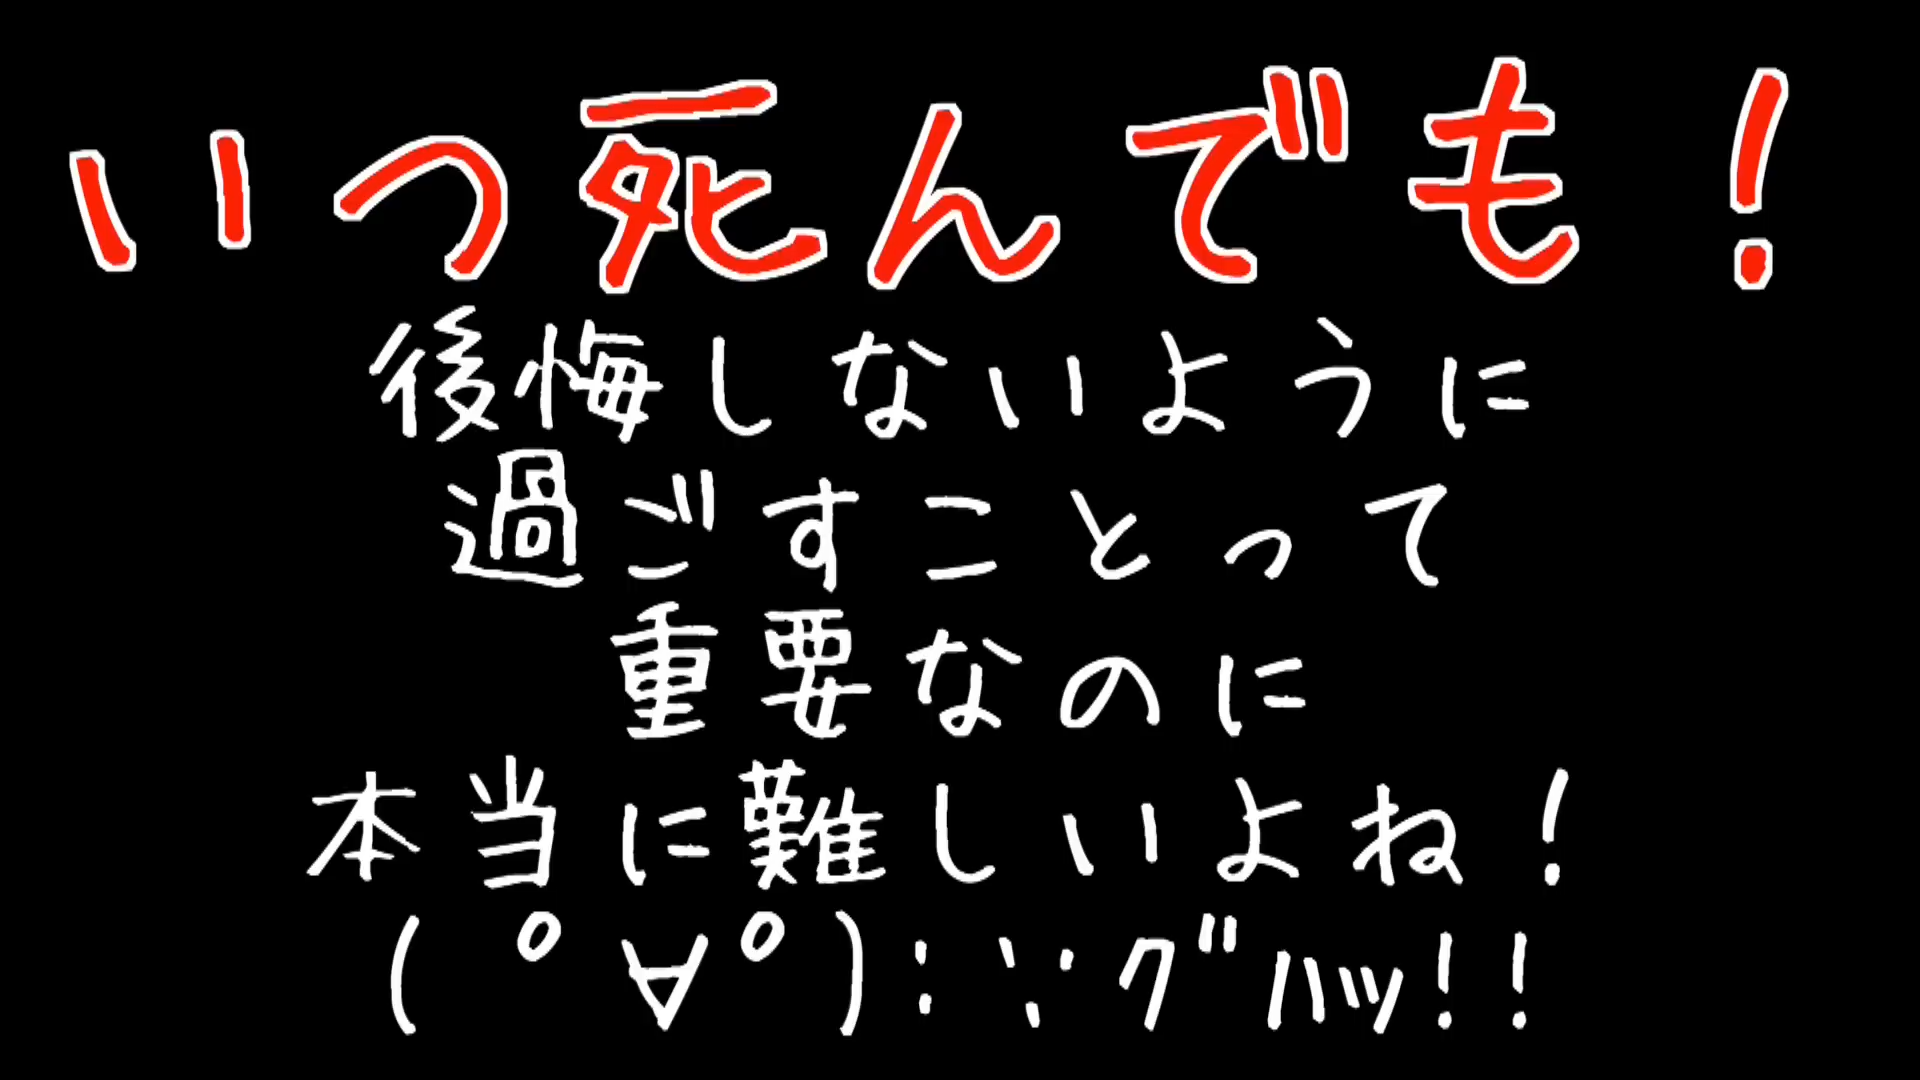 いつ死んでも!
後悔しないように
過ごすことって
重要なのに
本当に難しいよね!
( ﾟ∀ﾟ):∵ｸﾞﾊｯ!!